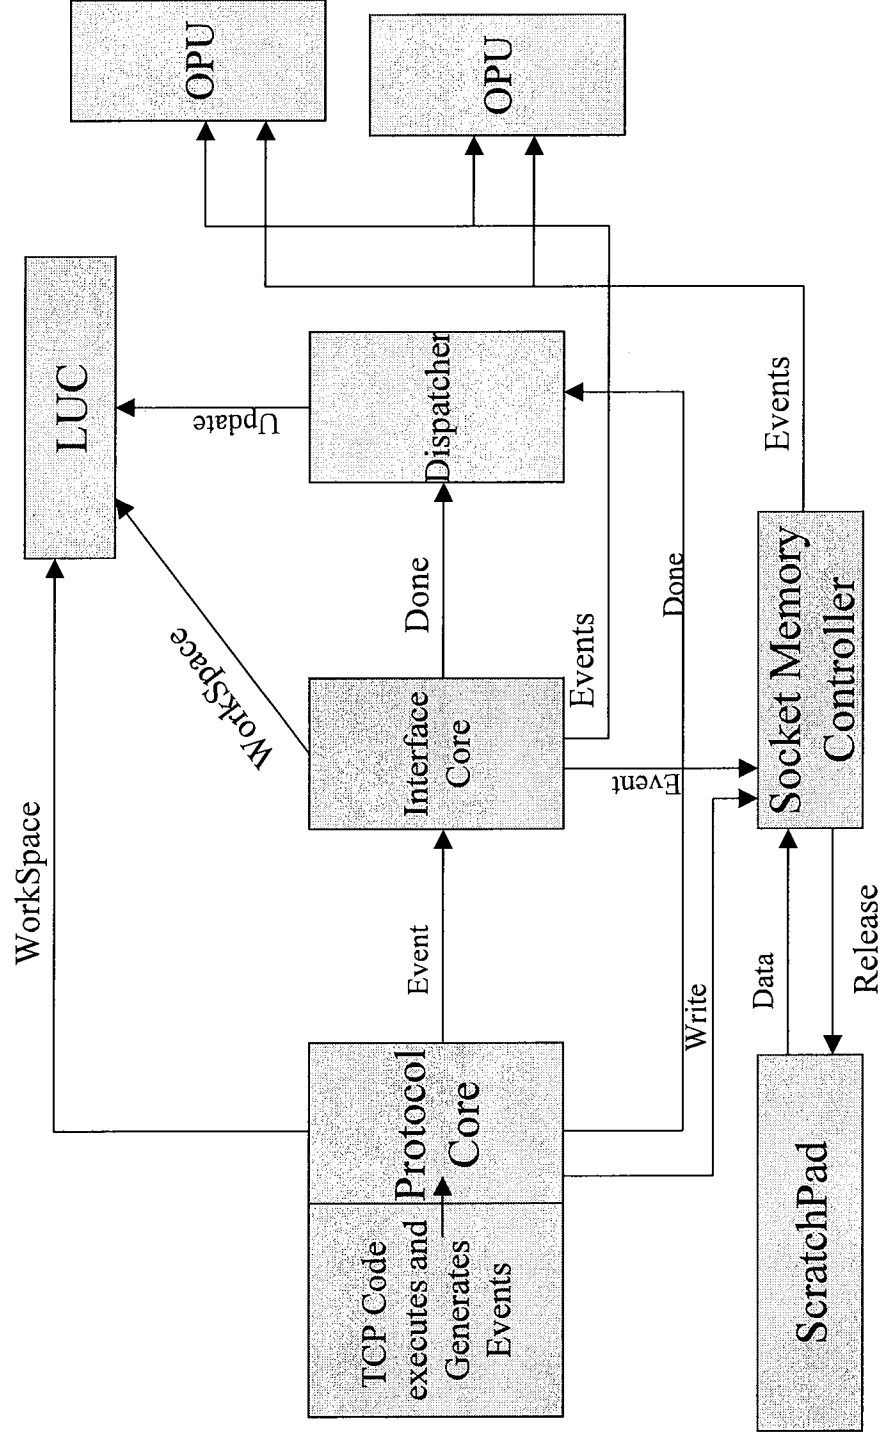 OPU
OPU
LUC
Update
Dispatcher
Events
WorkSpace
Done
Events
Done
Interface
Core
Event
Socket Memory
Controller
WorkSpace
Event
Write
Data
Release
Protocol
Core
TCP Code
executes and
Generates
Events
ScratchPad